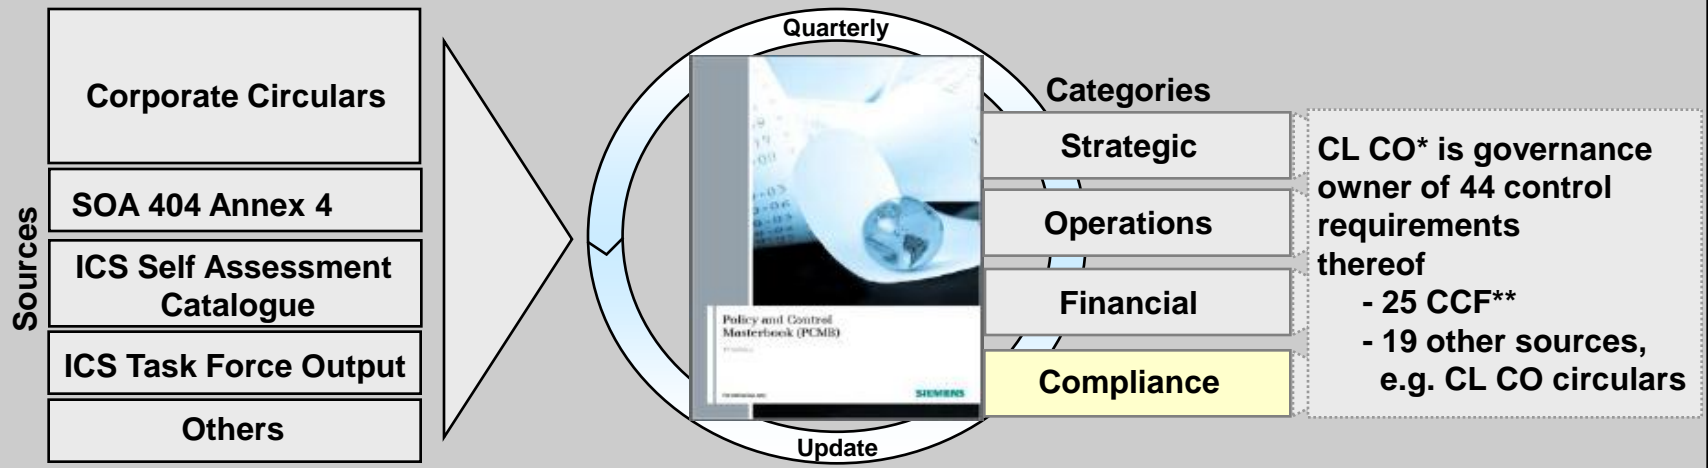 Sources
Corporate Circulars
SOA 404 Annex 4
ICS Self Assessment
Catalogue
ICS Task Force Output
Others
Quarterly
Policy and Control
Masterbook (PCMB)
SIEMENS
Update
Categories
Strategic
Operations
Financial
Compliance
CL CO* is governance
owner of 44 control
requirements
thereof
- 25 CCF**
- 19 other sources,
e.g. CL CO circulars